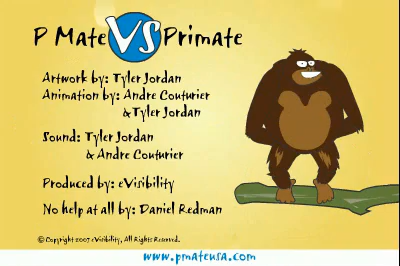 P Mate VS Primate
Artwork by: Tyler Jordan
Animation by: Andre Couturier
& Tyler Jordan
Sound: Tyler Jordan
& Andre Couturier
Produced by: eVisibility
No help at all by: Daniel Redman
© Copyright 2007 eVisibility, All Rights Reserved.
www.pmateusa.com